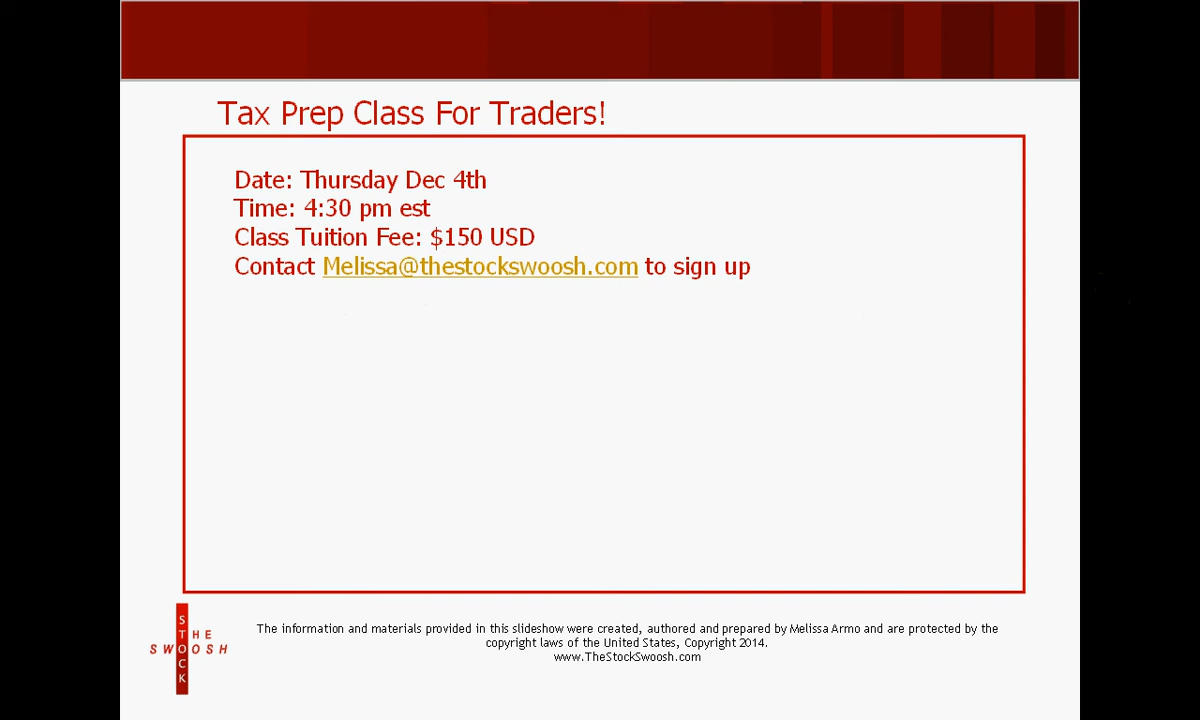 Tax Prep Class For Traders!
Date: Thursday Dec 4th
Time: 4:30 pm est
Class Tuition Fee: $150 USD
Contact Melissa@thestockswoosh.com to sign up
THE
STOCK
SWOOSH
The information and materials provided in this slideshow were created, authored and prepared by Melissa Armo and are protected by the
copyright laws of the United States, Copyright 2014.
www.TheStockSwoosh.com